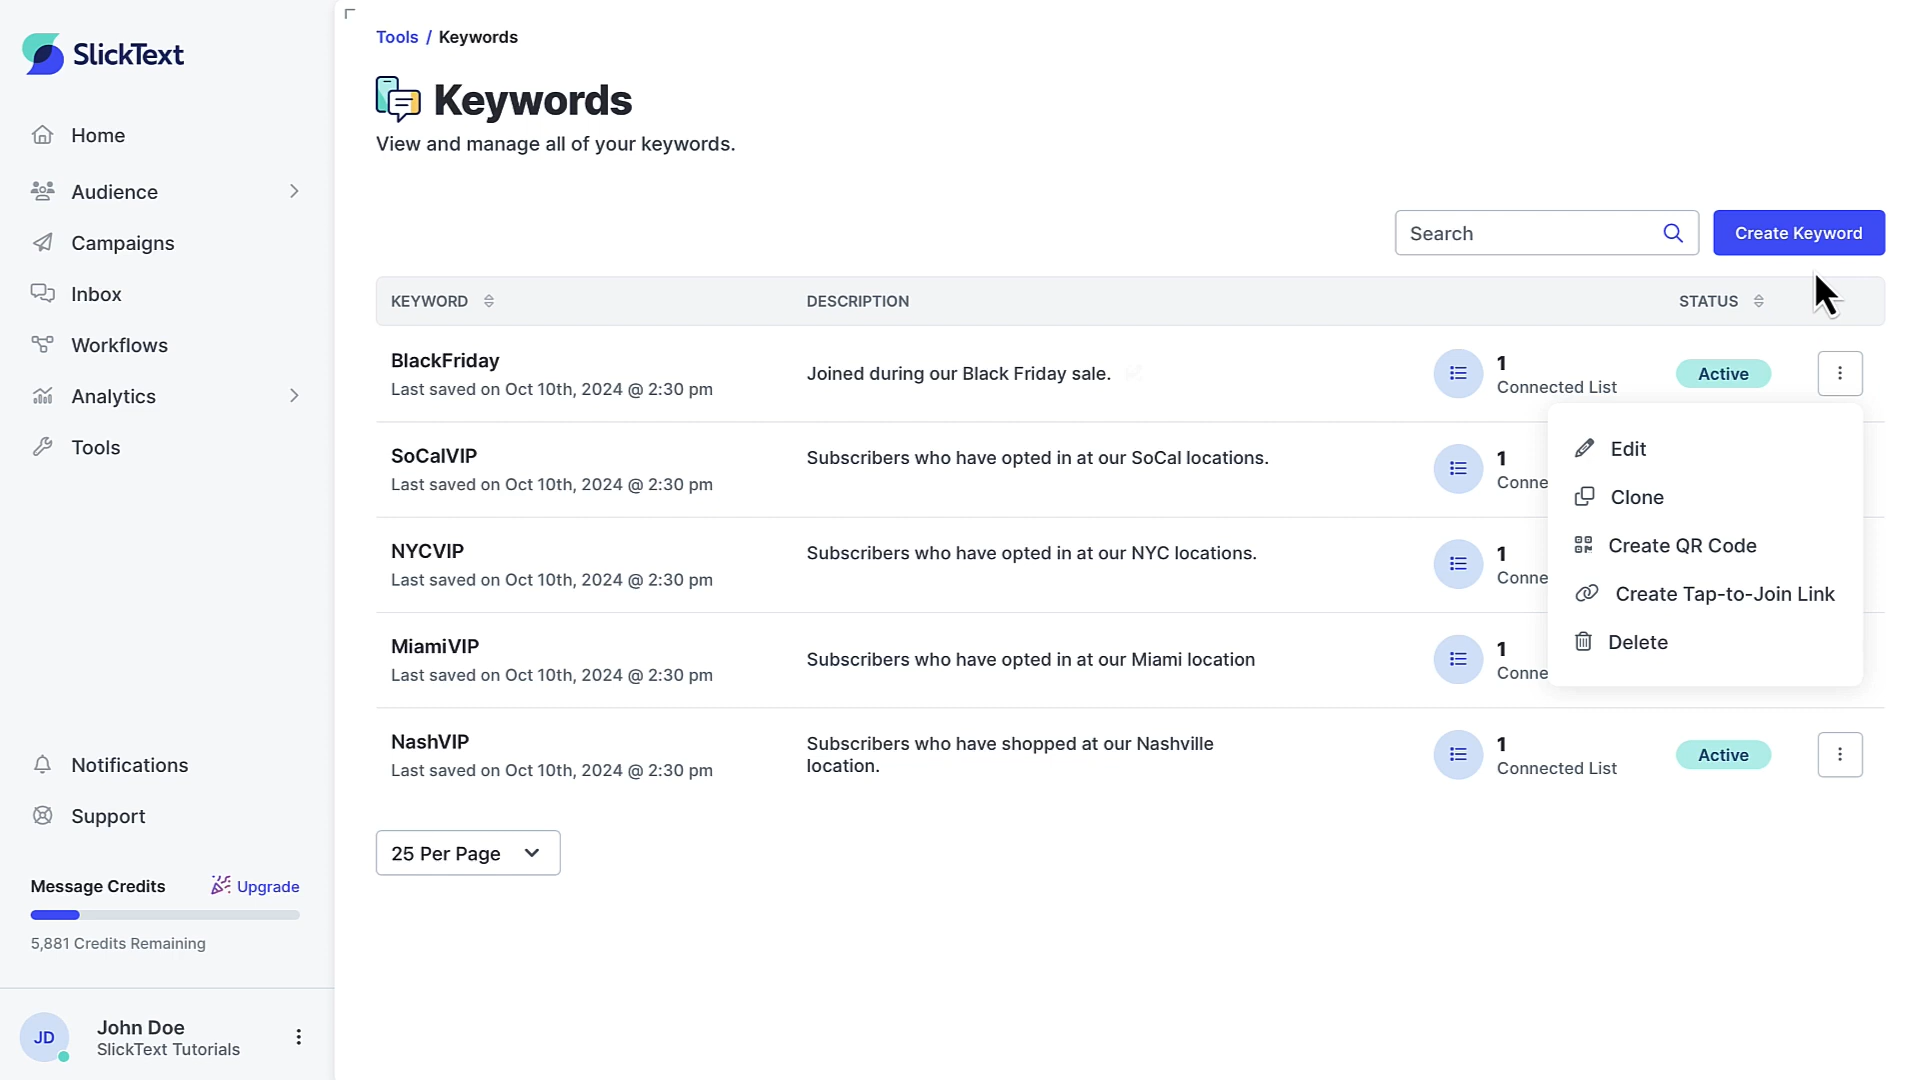 SlickText
Home
Audience
Campaigns
Inbox
Workflows
Analytics
Tools
Notifications
Support
Message Credits
Upgrade
5,881 Credits Remaining
JD
John Doe
SlickText Tutorials
Tools / Keywords
Keywords
View and manage all of your keywords.
Search
Create Keyword
KEYWORD DESCRIPTION STATUS
BlackFriday
Last saved on Oct 10th, 2024 @ 2:30 pm
Joined during our Black Friday sale.
1
Connected List
Active
SoCalVIP
Last saved on Oct 10th, 2024 @ 2:30 pm
Subscribers who have opted in at our SoCal locations.
1
Conne
NYCVIP
Last saved on Oct 10th, 2024 @ 2:30 pm
Subscribers who have opted in at our NYC locations.
1
Conne
MiamiVIP
Last saved on Oct 10th, 2024 @ 2:30 pm
Subscribers who have opted in at our Miami location
1
Conne
NashVIP
Last saved on Oct 10th, 2024 @ 2:30 pm
Subscribers who have shopped at our Nashville
location.
1
Connected List
Active
Edit
Clone
Create QR Code
Create Tap-to-Join Link
Delete
25 Per Page